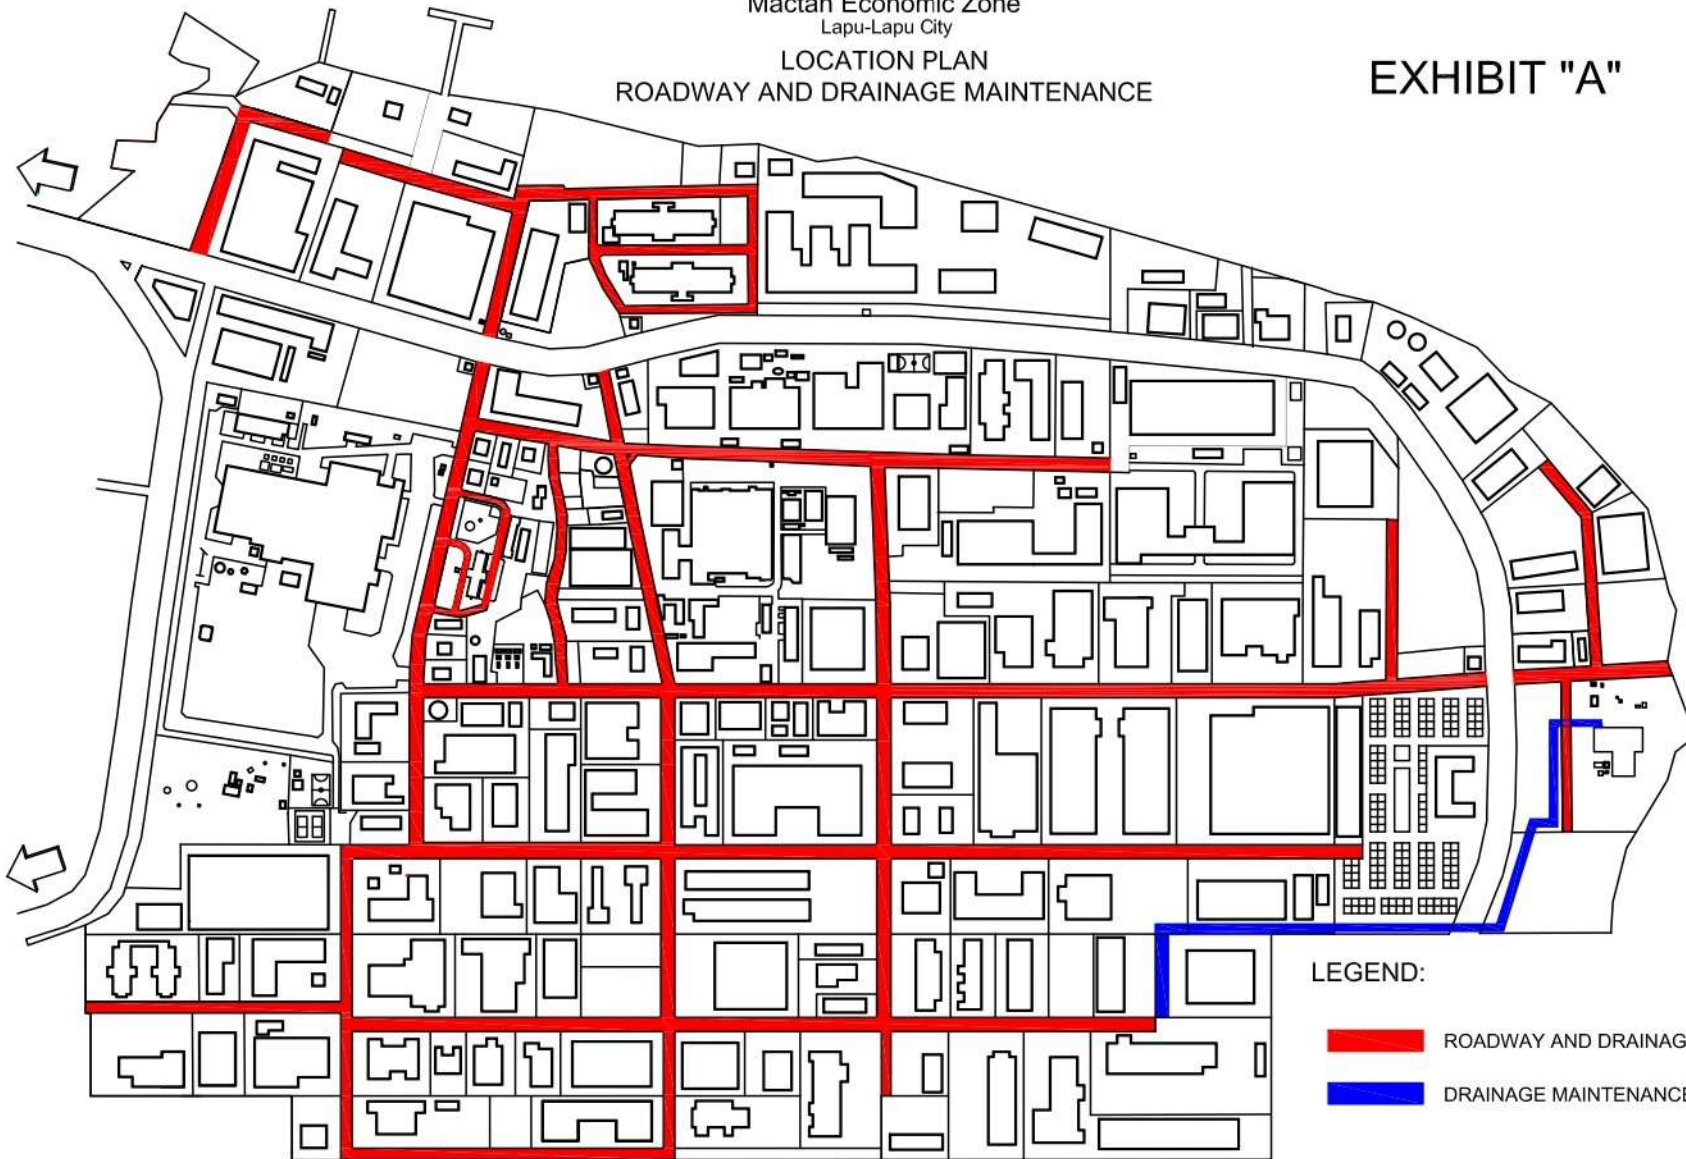 Mactan Economic Zone
Lapu-Lapu City
LOCATION PLAN
ROADWAY AND DRAINAGE MAINTENANCE
EXHIBIT "A"
LEGEND:
ROADWAY AND DRAINAG
DRAINAGE MAINTENANCE